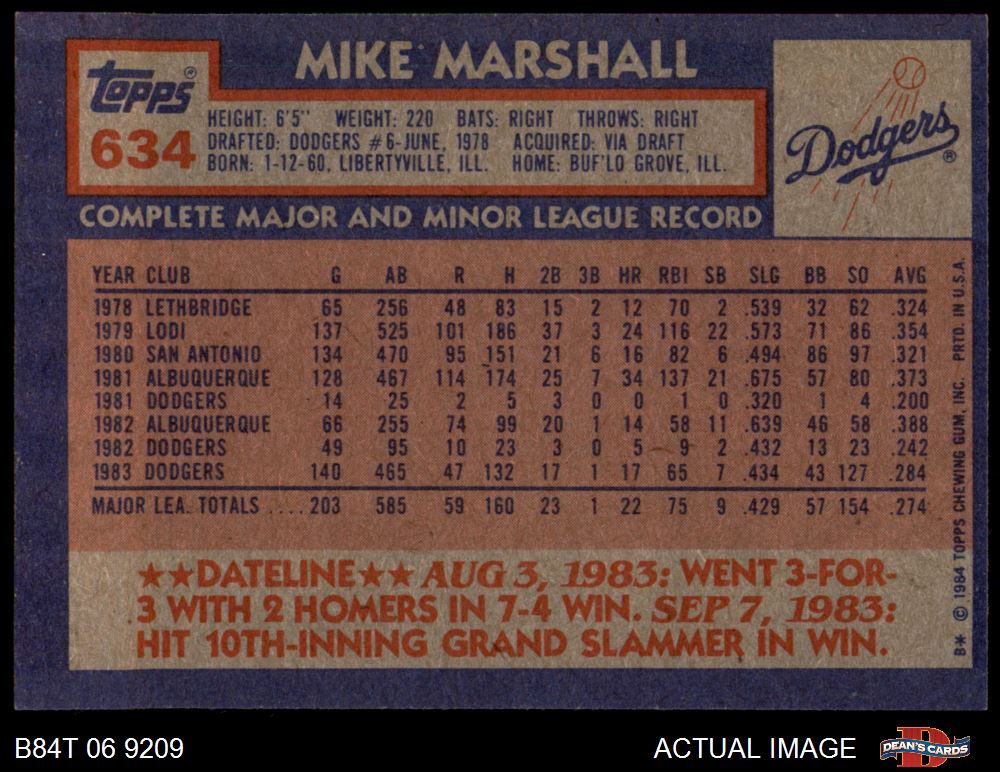 MIKE MARSHALL
Topps®
634
HEIGHT: 6'5" WEIGHT: 220 BATS: RIGHT THROWS: RIGHT
DRAFTED: DODGERS #6-JUNE, 1978 ACQUIRED: VIA DRAFT
BORN: 1-12-60, LIBERTYVILLE, ILL. HOME: BUF'LO GROVE, ILL.
Dodgers®
COMPLETE MAJOR AND MINOR LEAGUE RECORD
YEAR CLUB G AB R H 2B 3B HR RBI SB SLG BB SO AVG
1978 LETHBRIDGE 65 256 48 83 15 2 12 70 2 .539 32 62 .324
1979 LODI 137 525 101 186 37 3 24 116 22 .573 71 86 .354
1980 SAN ANTONIO 134 470 95 151 21 6 16 82 6 .494 86 97 .321
1981 ALBUQUERQUE 128 467 114 174 25 7 34 137 21 .675 57 80 .373
1981 DODGERS 14 25 2 5 3 0 0 1 0 .320 1 4 .200
1982 ALBUQUERQUE 66 255 74 99 20 1 14 58 11 .639 46 58 .388
1982 DODGERS 49 95 10 23 3 0 5 9 2 .432 13 23 .242
1983 DODGERS 140 465 47 132 17 1 17 65 7 .434 43 127 .284
MAJOR LEA. TOTALS .... 203 585 59 160 23 1 22 75 9 .429 57 154 .274
★★DATELINE★★ AUG 3, 1983: WENT 3-FOR-
3 WITH 2 HOMERS IN 7-4 WIN. SEP 7, 1983:
HIT 10TH-INNING GRAND SLAMMER IN WIN.
B* © 1984 TOPPS CHEWING GUM, INC. PRTD. IN U.S.A.
B84T 06 9209
ACTUAL IMAGE
DEAN'S CARDS